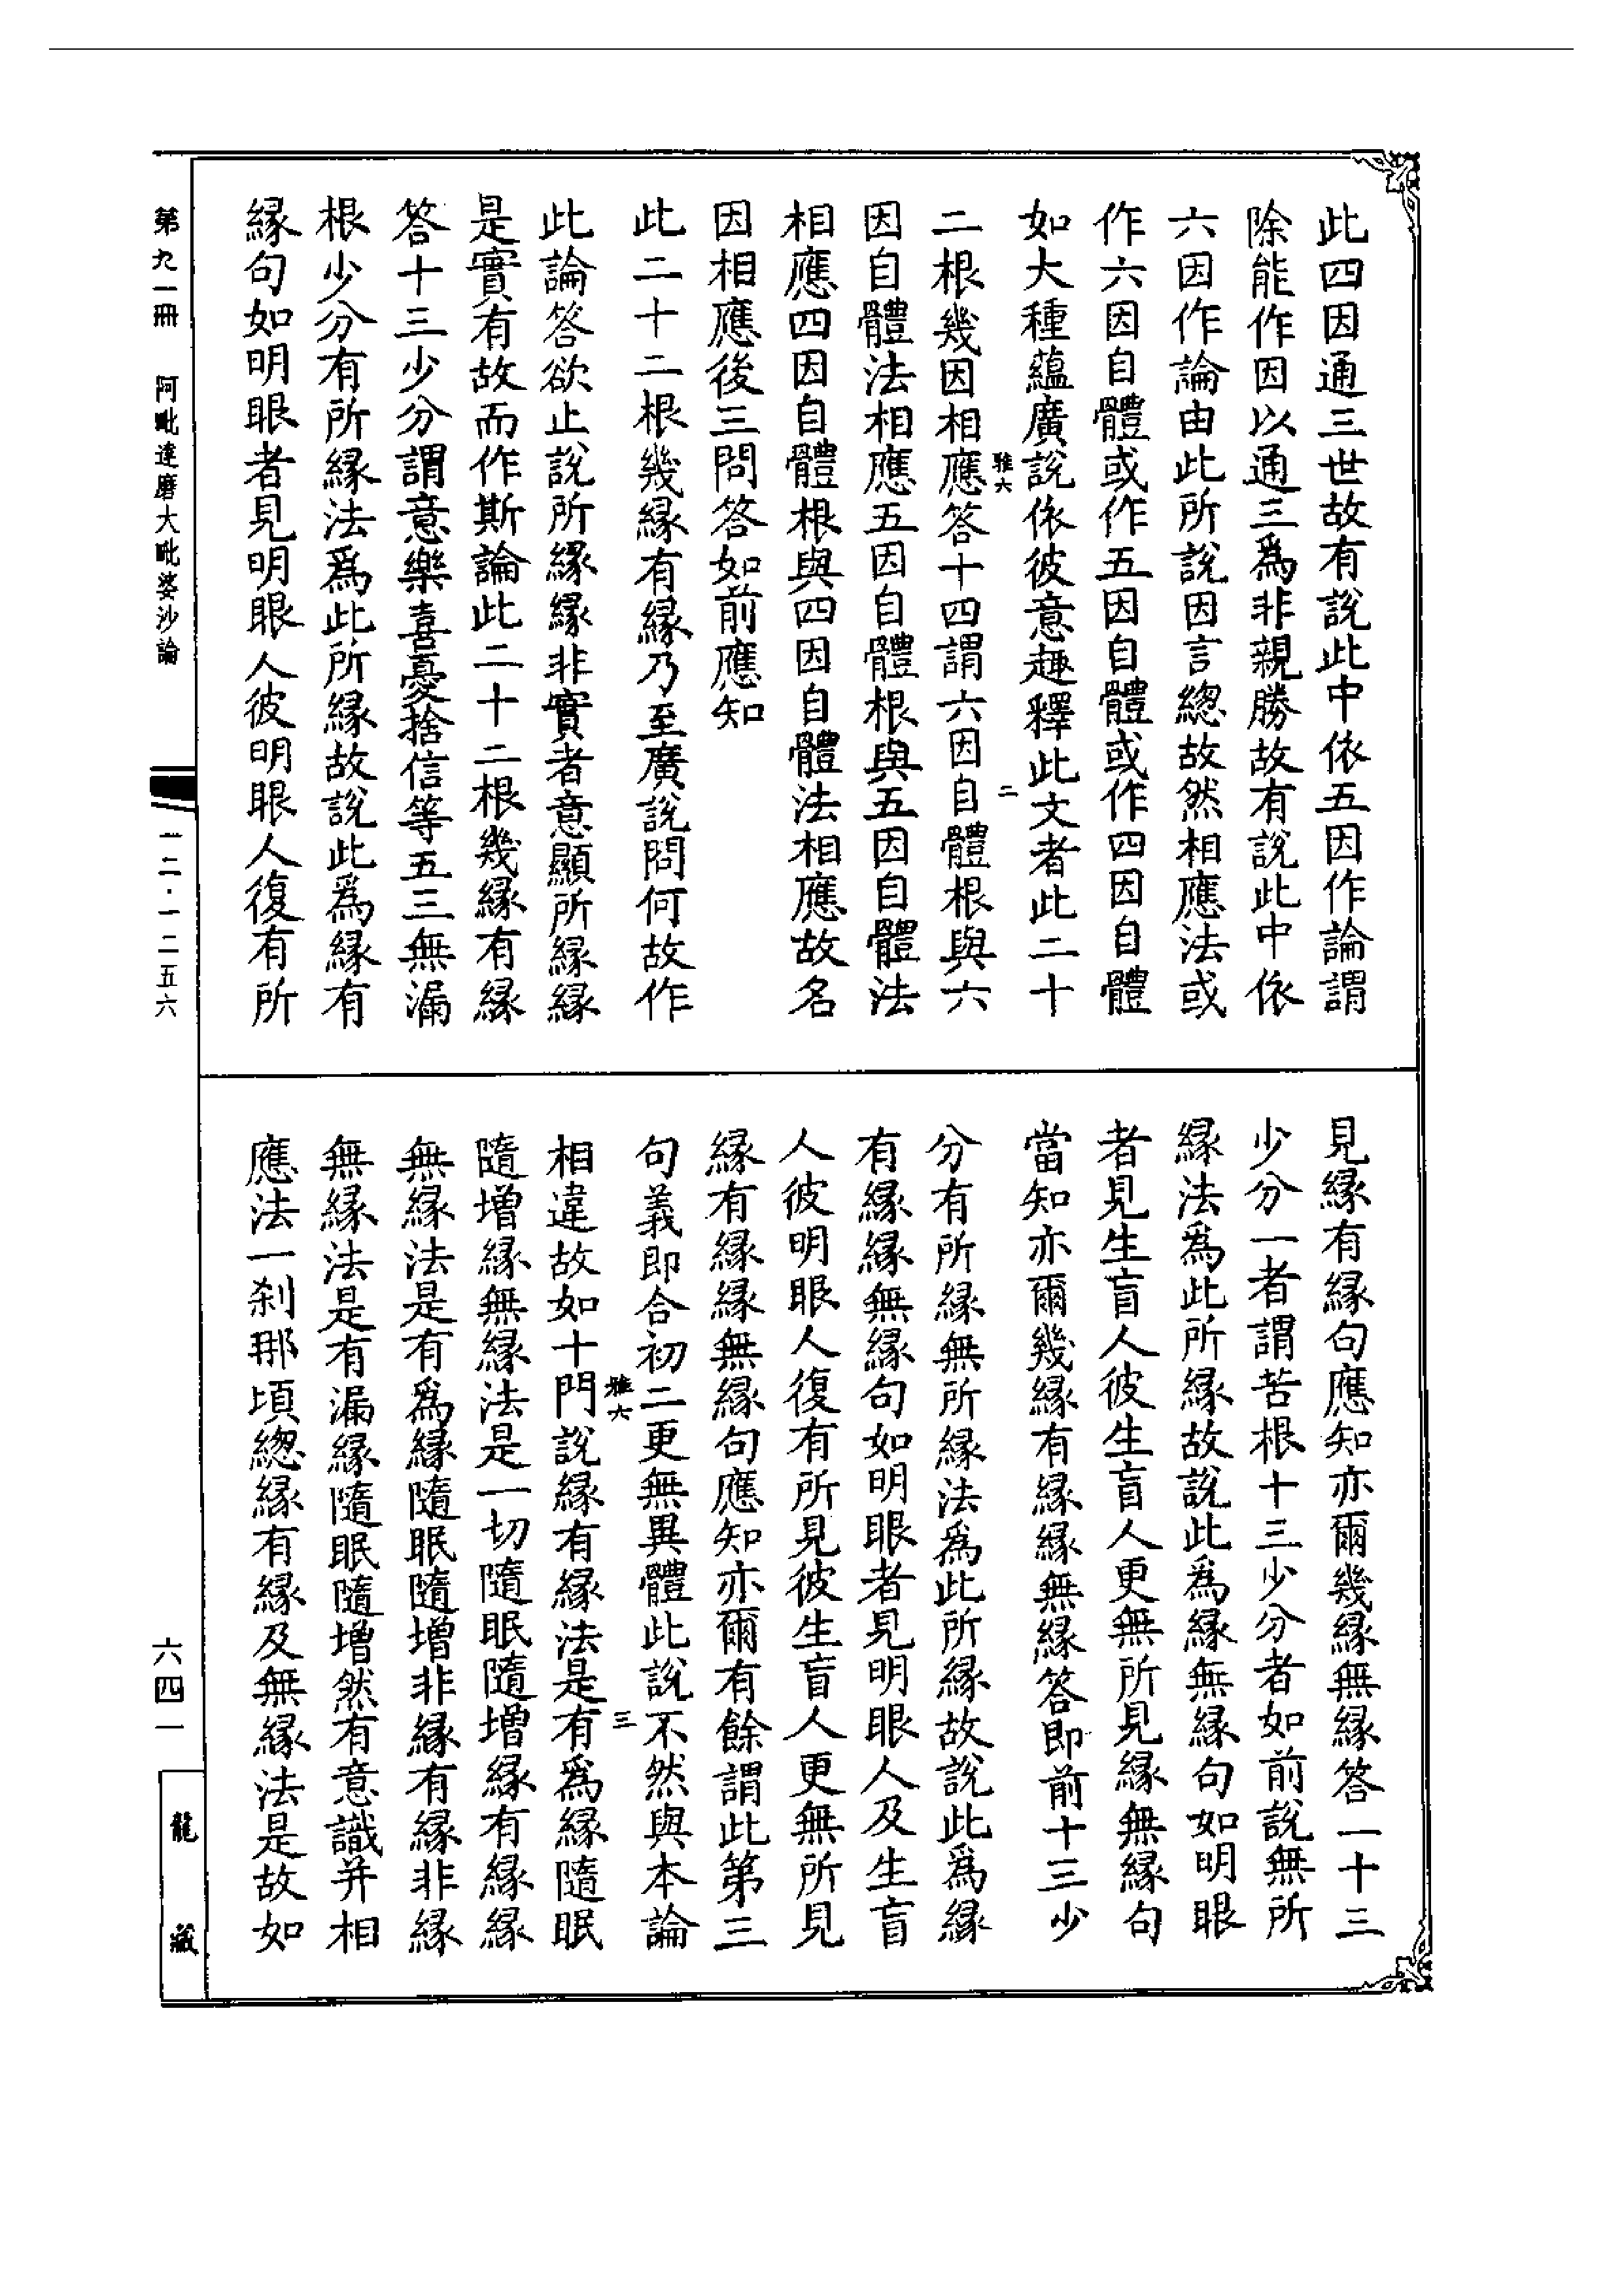 此四因通三世故有說此中依五因作論謂
除能作因以通三爲非親勝故有說此中依
六因作論由此所說因言總故然相應法或
作六因自體或作五因自體或作四因自體
如大種蘊廣說依彼意趣釋此文者此二十
雅六
二
二根幾因相應答十四謂六因自體根與六
因自體法相應五因自體根與五因自體法
相應四因自體根與四因自體法相應故名
因相應後三問答如前應知
此二十二根幾緣有緣乃至廣說問何故作
此論答欲止說所緣緣非實者意顯所緣緣
是實有故而作斯論此二十二根幾緣有緣
答十三少分謂意樂喜憂捨信等五三無漏
根少分有所緣法爲此所緣故說此爲緣有
緣句如明眼者見明眼人彼明眼人復有所
見緣有緣句應知亦爾幾緣無緣答一十三
少分一者謂苦根十三少分者如前說無所
緣法爲此所緣故說此爲緣無緣句如明眼
者見生盲人彼生盲人更無所見緣無緣句
當知亦爾幾緣有緣緣無緣答即前十三少
分有所緣無所緣法爲此所緣故說此爲緣
有緣緣無緣句如明眼者見明眼人及生盲
人彼明眼人復有所見彼生盲人更無所見
緣有緣緣無緣句應知亦爾有餘謂此第三
句義即合初二更無異體此說不然與本論
雅六
三
相違故如十門說緣有緣法是有爲緣隨眠
隨增緣無緣法是一切隨眠隨增緣有緣緣
無緣法是有爲緣隨眠隨增非緣有緣非緣
無緣法是有漏緣隨眠隨增然有意識并相
應法一刹那頃緫緣有緣及無緣法是故如
第九一冊 阿毗達磨大毗婆沙論
一二·一二五六
六四一
龍藏